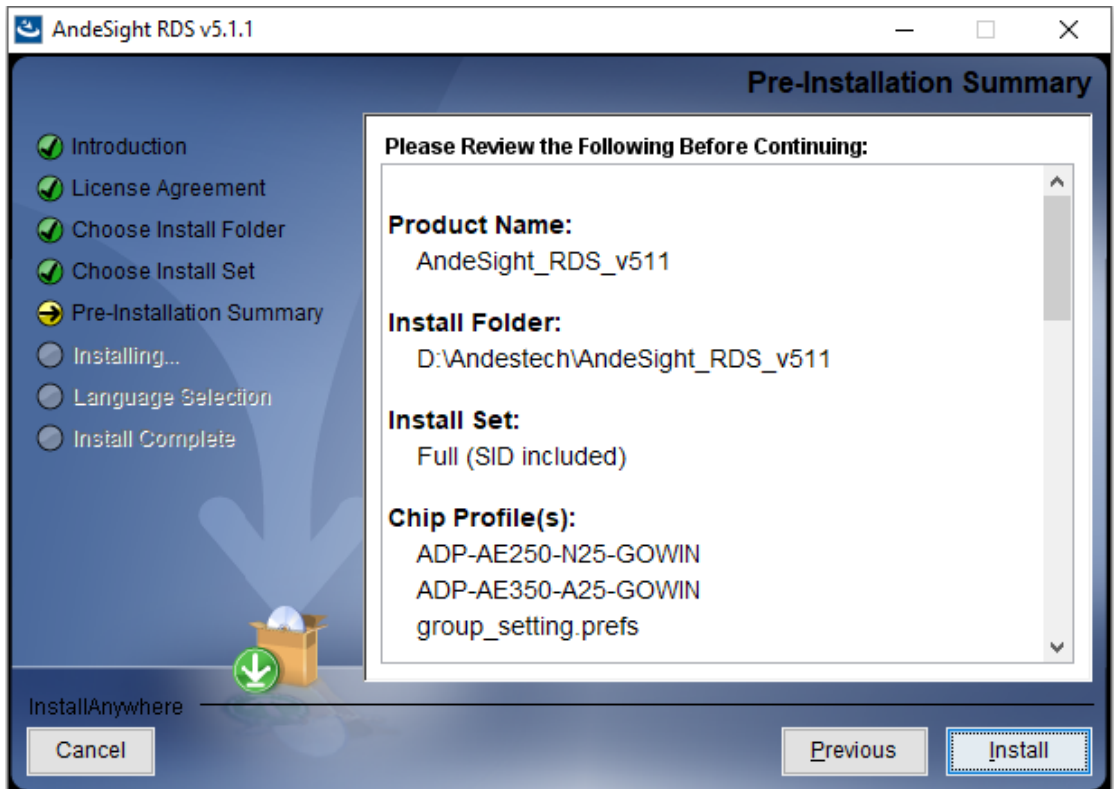 AndeSight RDS v5.1.1
Pre-Installation Summary
Introduction
License Agreement
Choose Install Folder
Choose Install Set
Pre-Installation Summary
Installing...
Language Selection
Install Complete
Please Review the Following Before Continuing:
Product Name:
AndeSight_RDS_v511
Install Folder:
D:\Andestech\AndeSight_RDS_v511
Install Set:
Full (SID included)
Chip Profile(s):
ADP-AE250-N25-GOWIN
ADP-AE350-A25-GOWIN
group_setting.prefs
InstallAnywhere
Cancel
Previous
Install